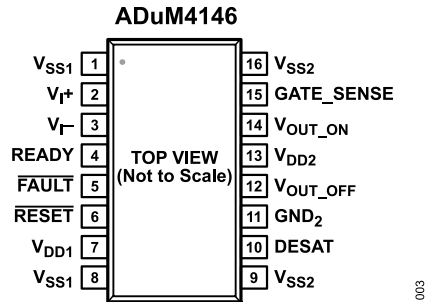 ADuM4146
VSS1 1
VI+ 2
VI– 3
READY 4
FAULT 5
RESET 6
VDD1 7
VSS1 8
TOP VIEW
(Not to Scale)
16 VSS2
15 GATE_SENSE
14 VOUT_ON
13 VDD2
12 VOUT_OFF
11 GND2
10 DESAT
9 VSS2
003